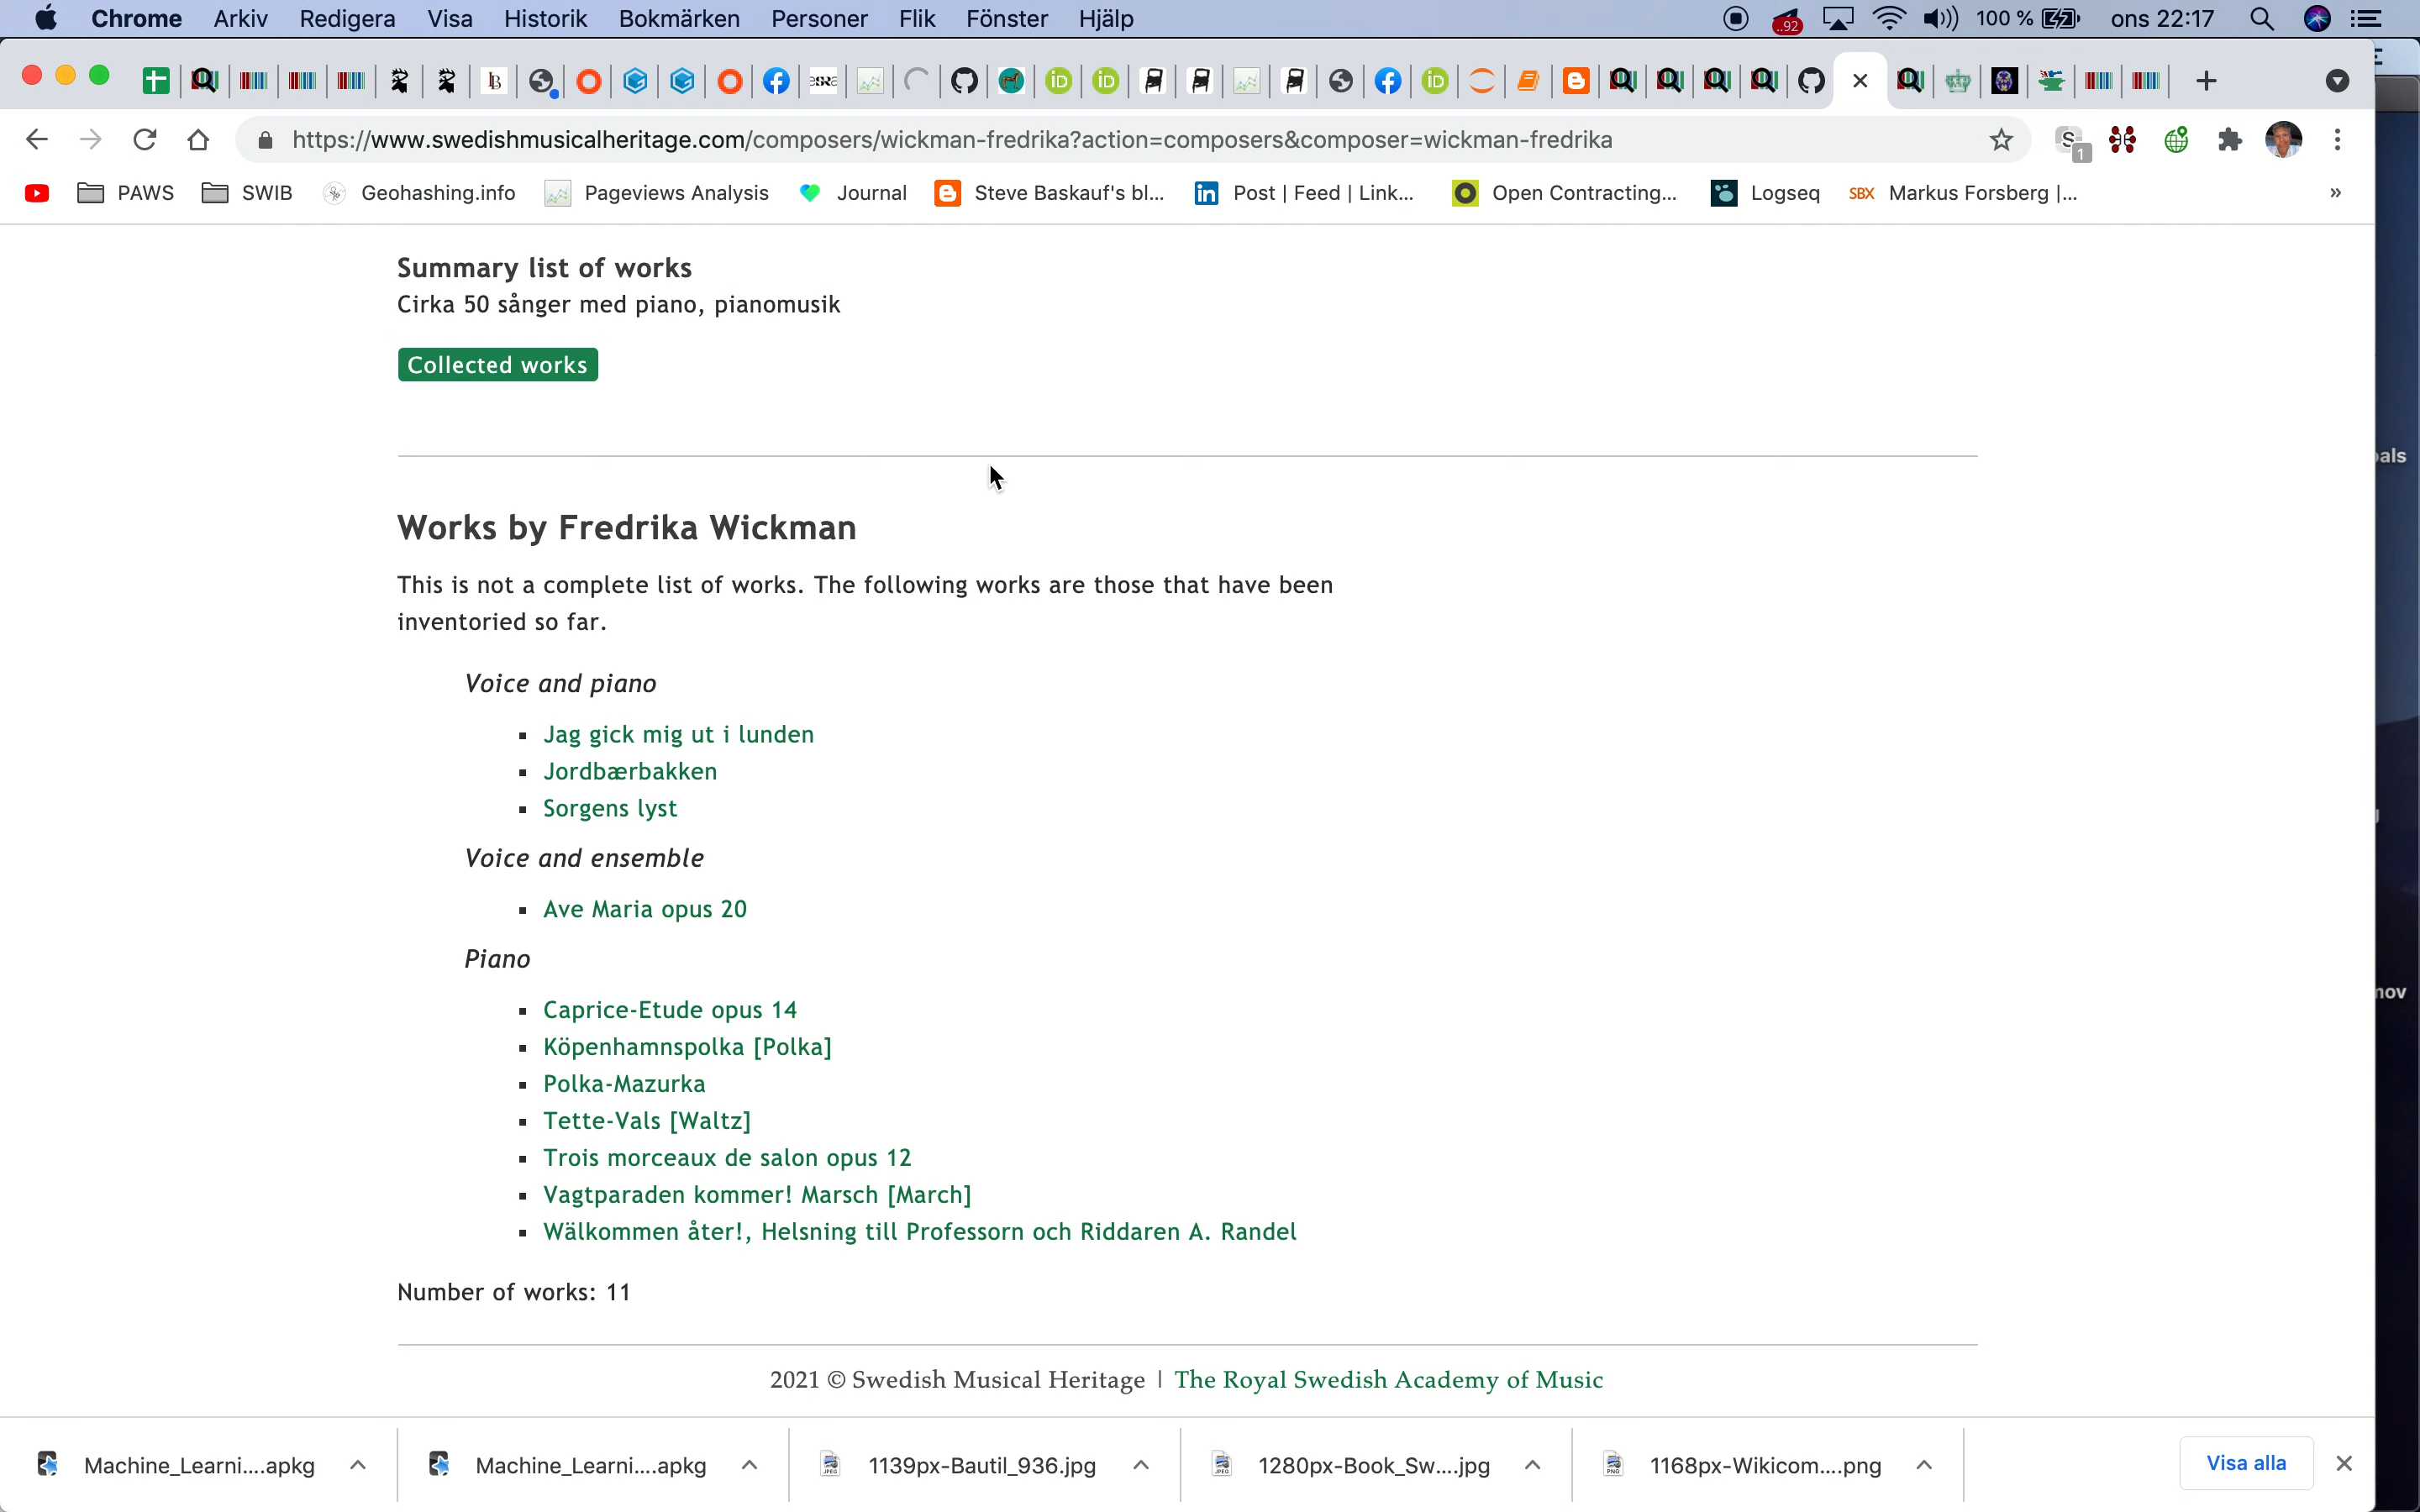 Chrome Arkiv Redigera Visa Historik Bokmärken Personer Flik Fönster Hjälp ..92 100 % ons 22:17
https://www.swedishmusicalheritage.com/composers/wickman-fredrika?action=composers&composer=wickman-fredrika
PAWS SWIB Geohashing.info Pageviews Analysis Journal Steve Baskauf's bl... Post | Feed | Link... Open Contracting... Logseq SBX Markus Forsberg |... »
Summary list of works
Cirka 50 sånger med piano, pianomusik
Collected works
Works by Fredrika Wickman
This is not a complete list of works. The following works are those that have been
inventoried so far.
Voice and piano
Jag gick mig ut i lunden
Jordbærbakken
Sorgens lyst
Voice and ensemble
Ave Maria opus 20
Piano
Caprice-Etude opus 14
Köpenhamnspolka [Polka]
Polka-Mazurka
Tette-Vals [Waltz]
Trois morceaux de salon opus 12
Vagtparaden kommer! Marsch [March]
Wälkommen åter!, Helsning till Professorn och Riddaren A. Randel
Number of works: 11
2021 © Swedish Musical Heritage | The Royal Swedish Academy of Music
Machine_Learni....apkg Machine_Learni....apkg 1139px-Bautil_936.jpg 1280px-Book_Sw....jpg 1168px-Wikicom....png Visa alla